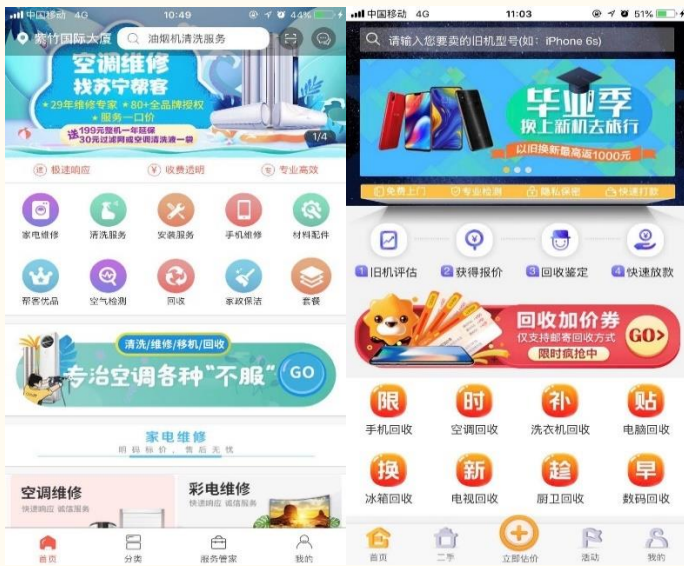 中国移动 4G 10:49 44%
紫竹国际大厦 油烟机清洗服务
空调维修
找苏宁帮客
•29年维修专家 •80+全品牌授权
•服务一口价
送 199元整机一年延保
30元过滤网或空调清洗液一袋
1/4
极速响应 收费透明 专业高效
家电维修 清洗服务 安装服务 手机维修 材料配件
帮客优品 空气检测 回收 家政保洁 套餐
清洗/维修/移机/回收
专治空调各种“不服” GO
家电维修
明码标价，售后无忧
空调维修 彩电维修
快速响应 诚信服务 快速响应 诚信服务
首页 分类 服务管家 我的
中国移动 4G 11:03 51%
请输入您要卖的旧机型号(如：iPhone 6s)
毕业季
换上新机去旅行
以旧换新最高返1000元
免费上门 专业检测 隐私保密 快速打款
1 旧机评估 2 获得报价 3 回收鉴定 4 快速放款
回收加价券
仅支持邮寄回收方式
限时疯抢中
GO>
限 时 补 贴
手机回收 空调回收 洗衣机回收 电脑回收
换 新 趁 早
冰箱回收 电视回收 厨卫回收 数码回收
首页 二手 立即估价 活动 我的